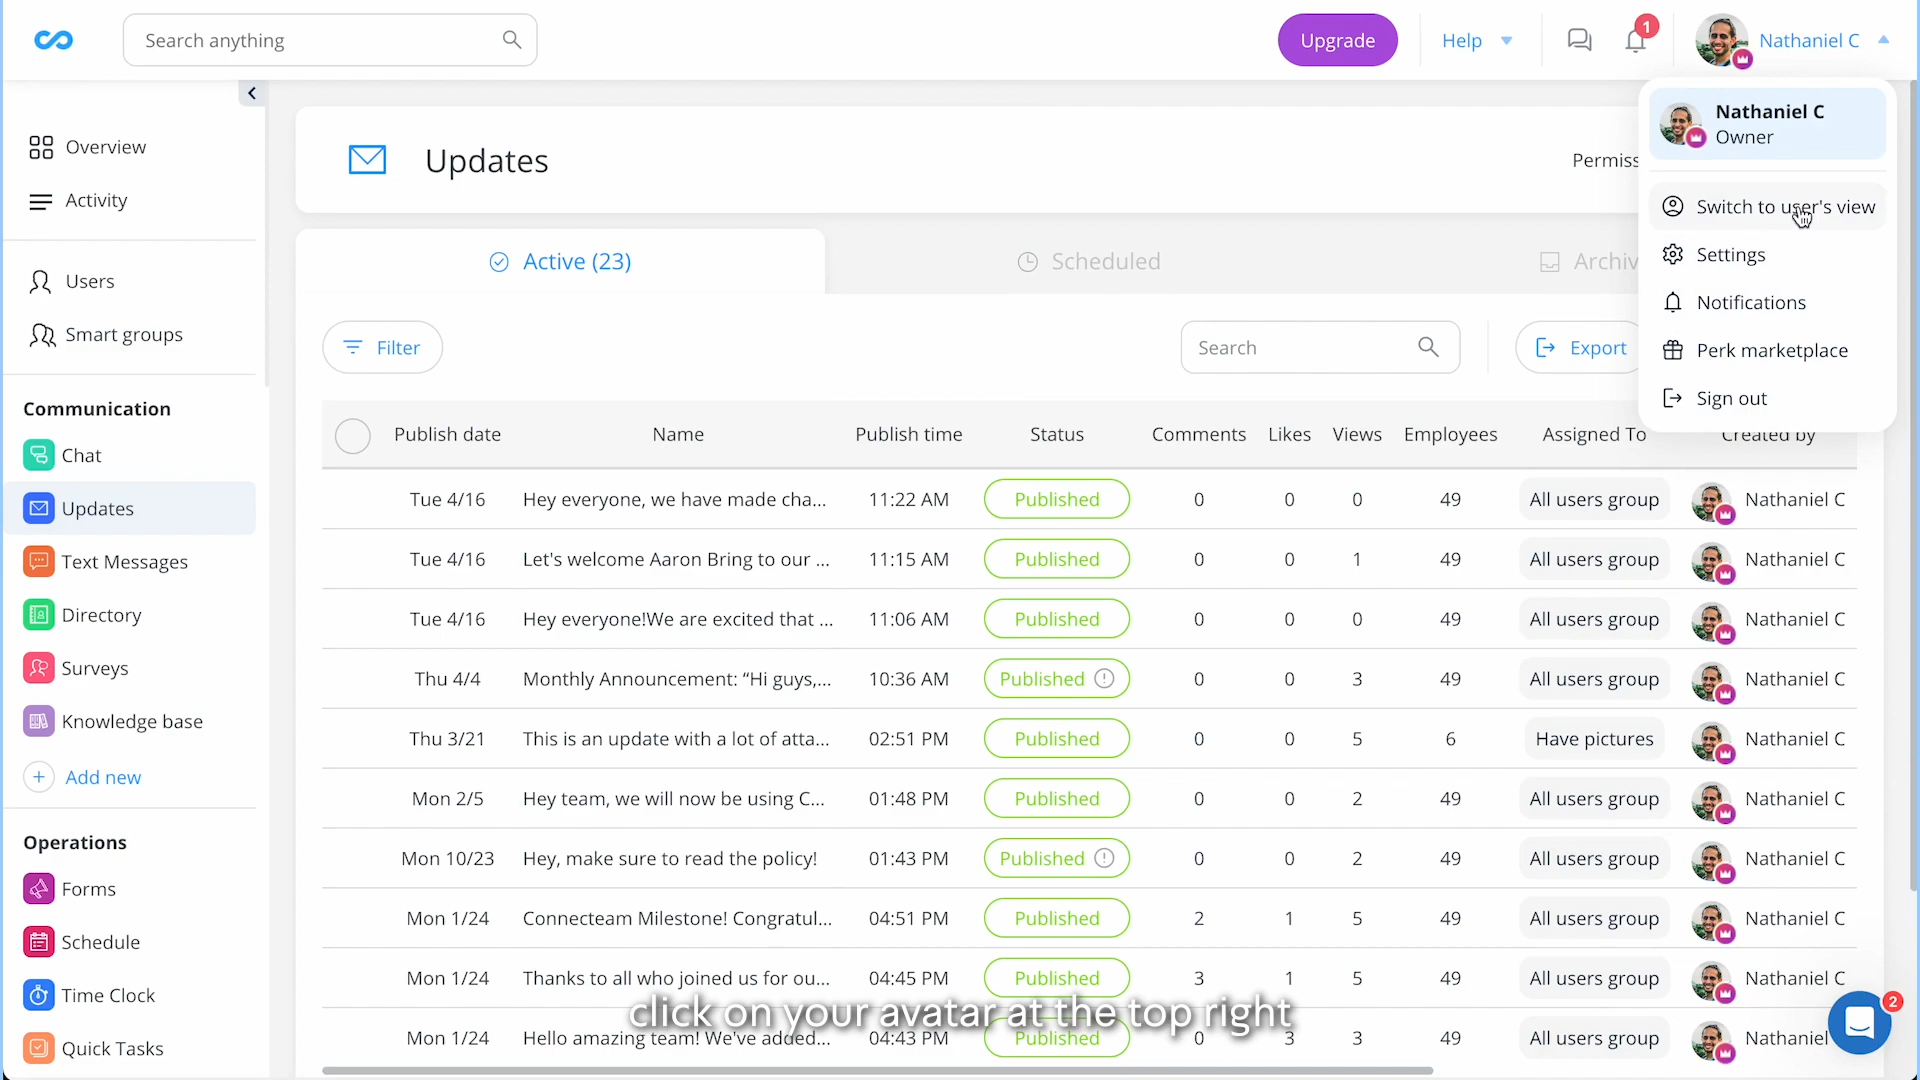 Search anything
Upgrade
Help
1
Nathaniel C
Nathaniel C
Owner
Switch to user's view
Settings
Notifications
Perk marketplace
Sign out
Overview
Activity
Users
Smart groups
Communication
Chat
Updates
Text Messages
Directory
Surveys
Knowledge base
+ Add new
Operations
Forms
Schedule
Time Clock
Quick Tasks
Updates
Permiss
Active (23)
Scheduled
Archiv
Filter
Search
Export
Publish date Name Publish time Status Comments Likes Views Employees Assigned To Created by
Tue 4/16 Hey everyone, we have made cha... 11:22 AM Published 0 0 0 49 All users group Nathaniel C
Tue 4/16 Let's welcome Aaron Bring to our ... 11:15 AM Published 0 0 1 49 All users group Nathaniel C
Tue 4/16 Hey everyone!We are excited that ... 11:06 AM Published 0 0 0 49 All users group Nathaniel C
Thu 4/4 Monthly Announcement: “Hi guys,... 10:36 AM Published 0 0 3 49 All users group Nathaniel C
Thu 3/21 This is an update with a lot of atta... 02:51 PM Published 0 0 5 6 Have pictures Nathaniel C
Mon 2/5 Hey team, we will now be using C... 01:48 PM Published 0 0 2 49 All users group Nathaniel C
Mon 10/23 Hey, make sure to read the policy! 01:43 PM Published 0 0 2 49 All users group Nathaniel C
Mon 1/24 Connecteam Milestone! Congratul... 04:51 PM Published 2 1 5 49 All users group Nathaniel C
Mon 1/24 Thanks to all who joined us for ou... 04:45 PM Published 3 1 5 49 All users group Nathaniel C
click on your avatar at the top right
Mon 1/24 Hello amazing team! We've added... 04:43 PM Published 0 3 3 49 All users group Nathaniel
2